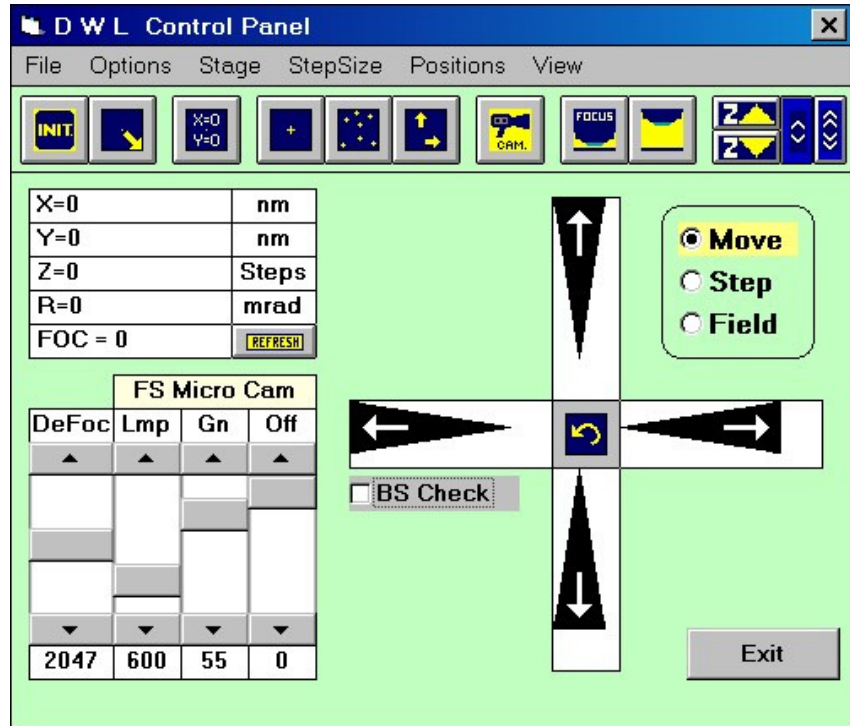 D W L Control Panel
File Options Stage StepSize Positions View
INIT. X=0 CAM. FOCUS Z
Y=0 Z
X=0 nm
Y=0 nm
Z=0 Steps
R=0 mrad
FOC = 0 REFRESH
Move
Step
Field
FS Micro Cam
DeFoc Lmp Gn Off
BS Check
2047 600 55 0
Exit